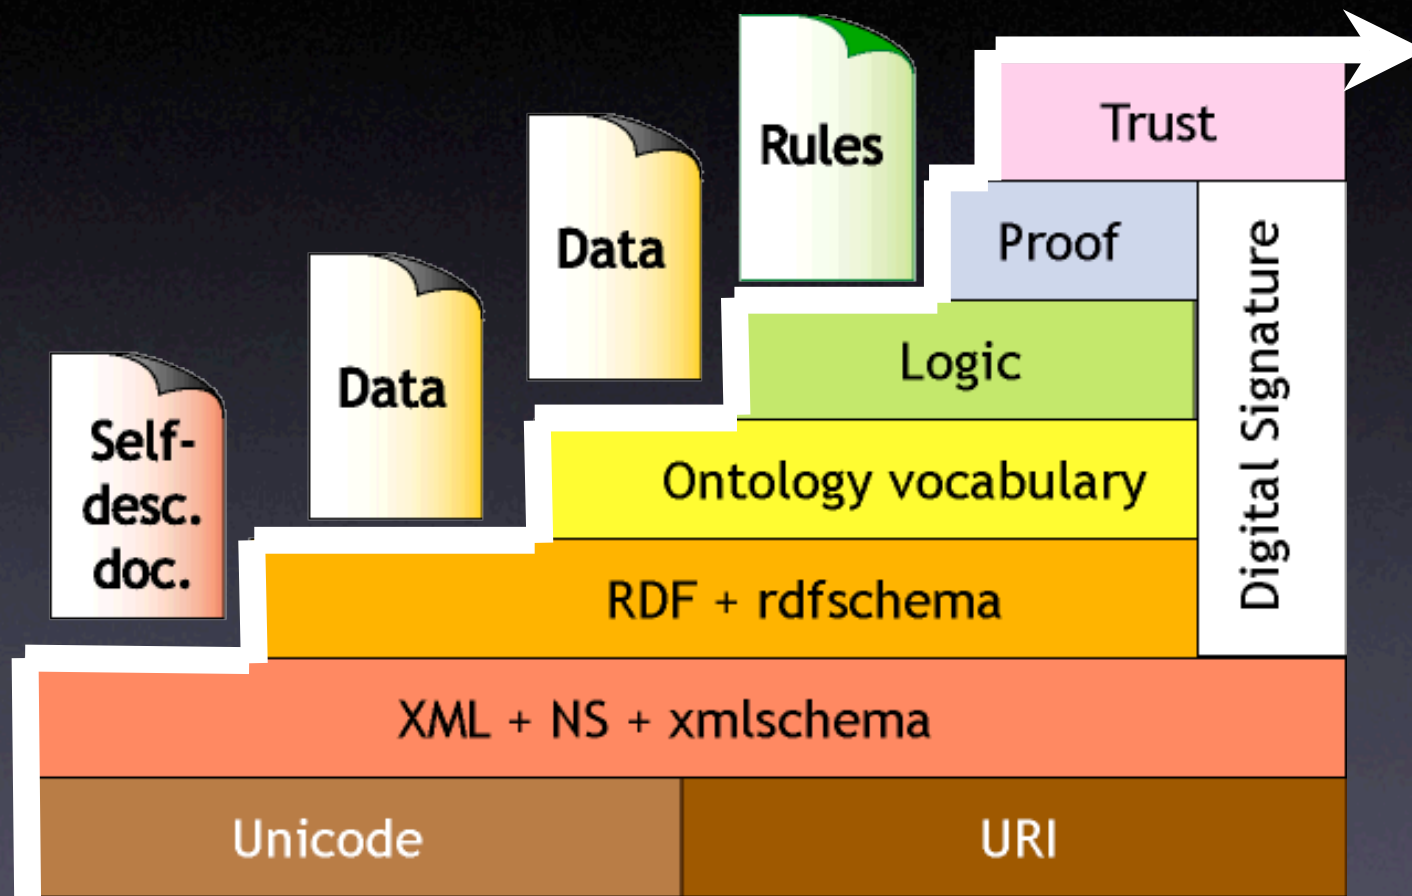 Rules
Trust
Data
Proof
Data
Logic
Self-
desc.
doc.
Ontology vocabulary
Digital Signature
RDF + rdfschema
XML + NS + xmlschema
Unicode
URI